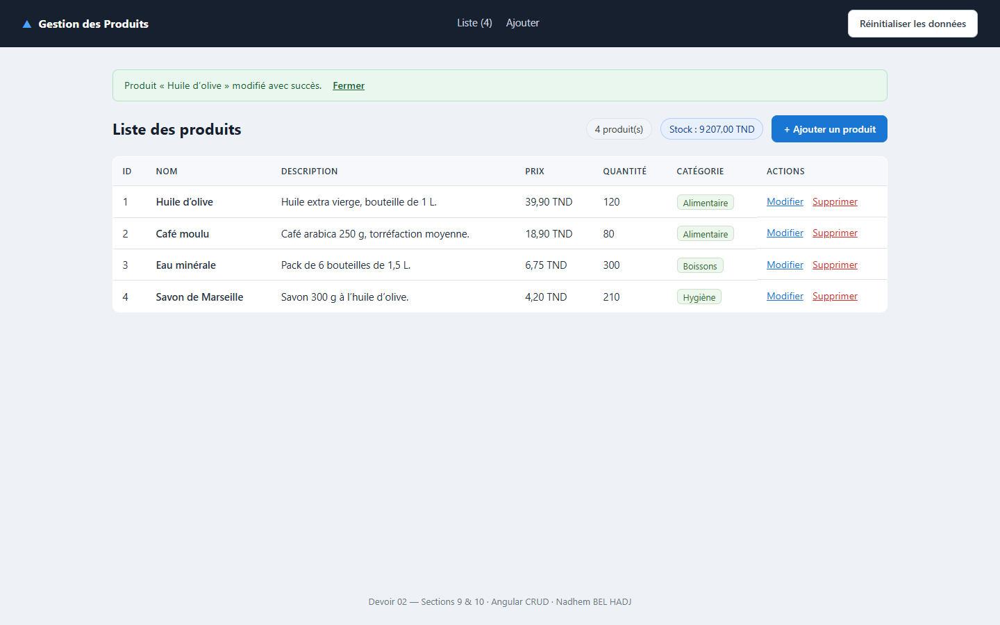 Gestion des Produits
Liste (4) Ajouter
Réinitialiser les données
Produit « Huile d’olive » modifié avec succès. Fermer
Liste des produits
4 produit(s) Stock : 9 207,00 TND + Ajouter un produit
ID NOM DESCRIPTION PRIX QUANTITÉ CATÉGORIE ACTIONS
1 Huile d’olive Huile extra vierge, bouteille de 1 L. 39,90 TND 120 Alimentaire Modifier Supprimer
2 Café moulu Café arabica 250 g, torréfaction moyenne. 18,90 TND 80 Alimentaire Modifier Supprimer
3 Eau minérale Pack de 6 bouteilles de 1,5 L. 6,75 TND 300 Boissons Modifier Supprimer
4 Savon de Marseille Savon 300 g à l’huile d’olive. 4,20 TND 210 Hygiène Modifier Supprimer
Devoir 02 — Sections 9 & 10 · Angular CRUD · Nadhem BEL HADJ